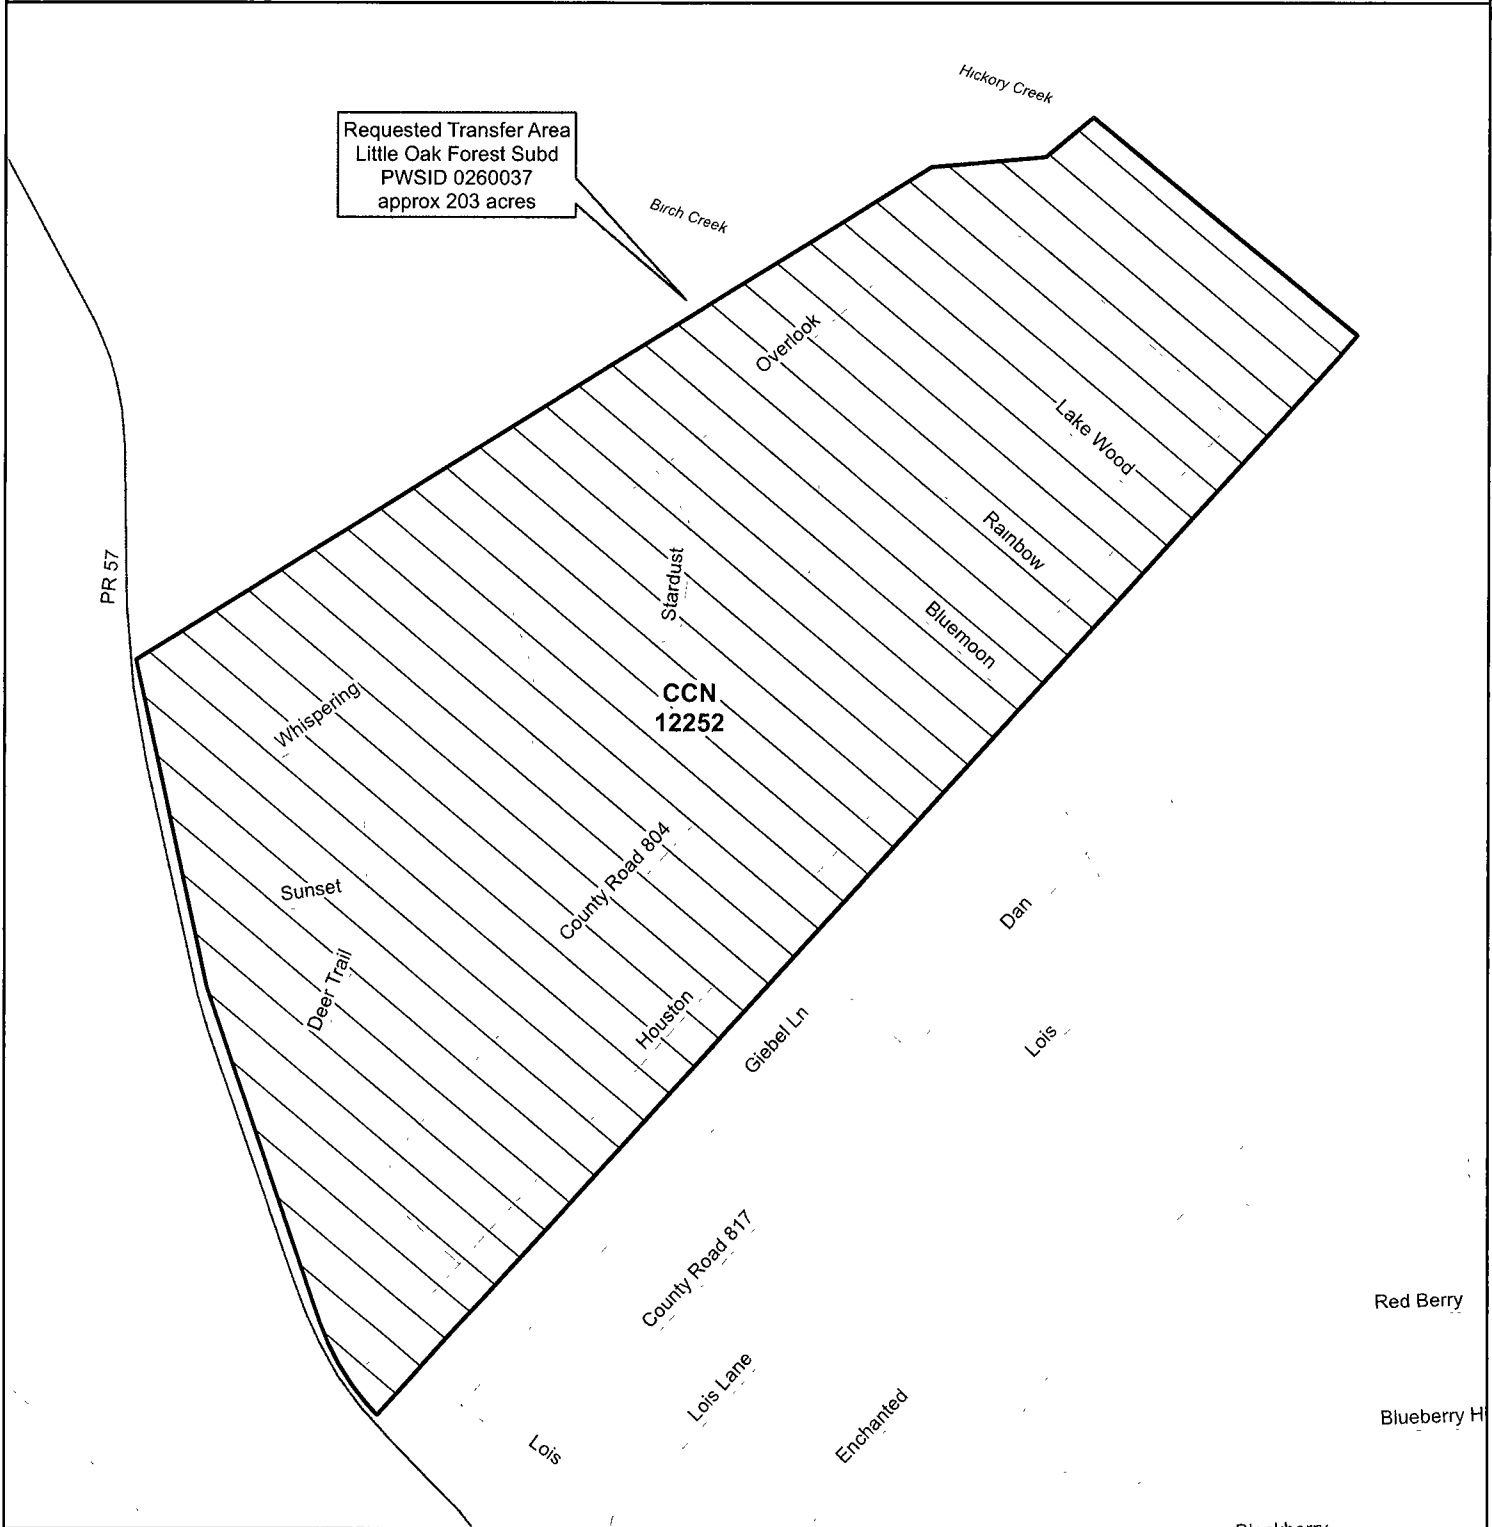 Hickory Creek
Requested Transfer Area
Little Oak Forest Subd
PWSID 0260037
approx 203 acres
Birch Creek
Overlook
Lake Wood
Rainbow
PR 57
Stardust
Bluemoon
Whispering
CCN
12252
County Road 804
Sunset
Dan
Deer Trail
Houston
Giebel Ln
Lois
County Road 817
Red Berry
Lois Lane
Enchanted
Blueberry H
Lois